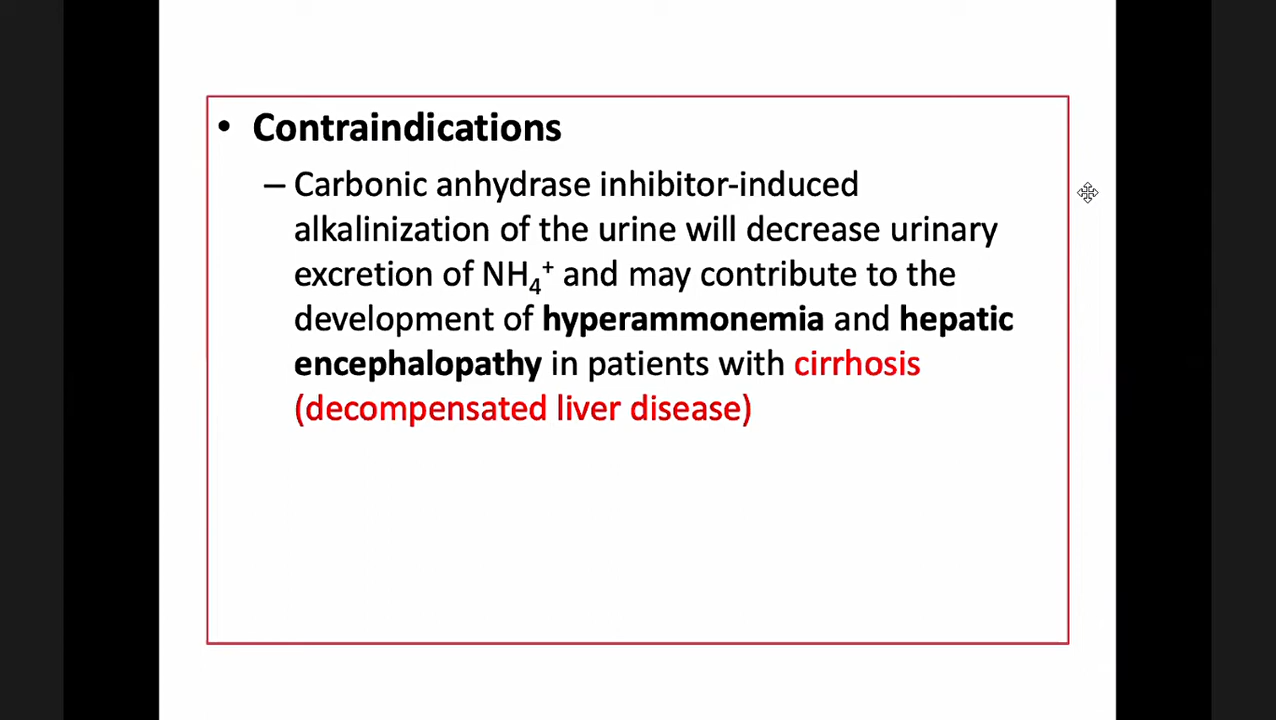 • Contraindications
– Carbonic anhydrase inhibitor-induced
alkalinization of the urine will decrease urinary
excretion of NH₄⁺ and may contribute to the
development of hyperammonemia and hepatic
encephalopathy in patients with cirrhosis
(decompensated liver disease)